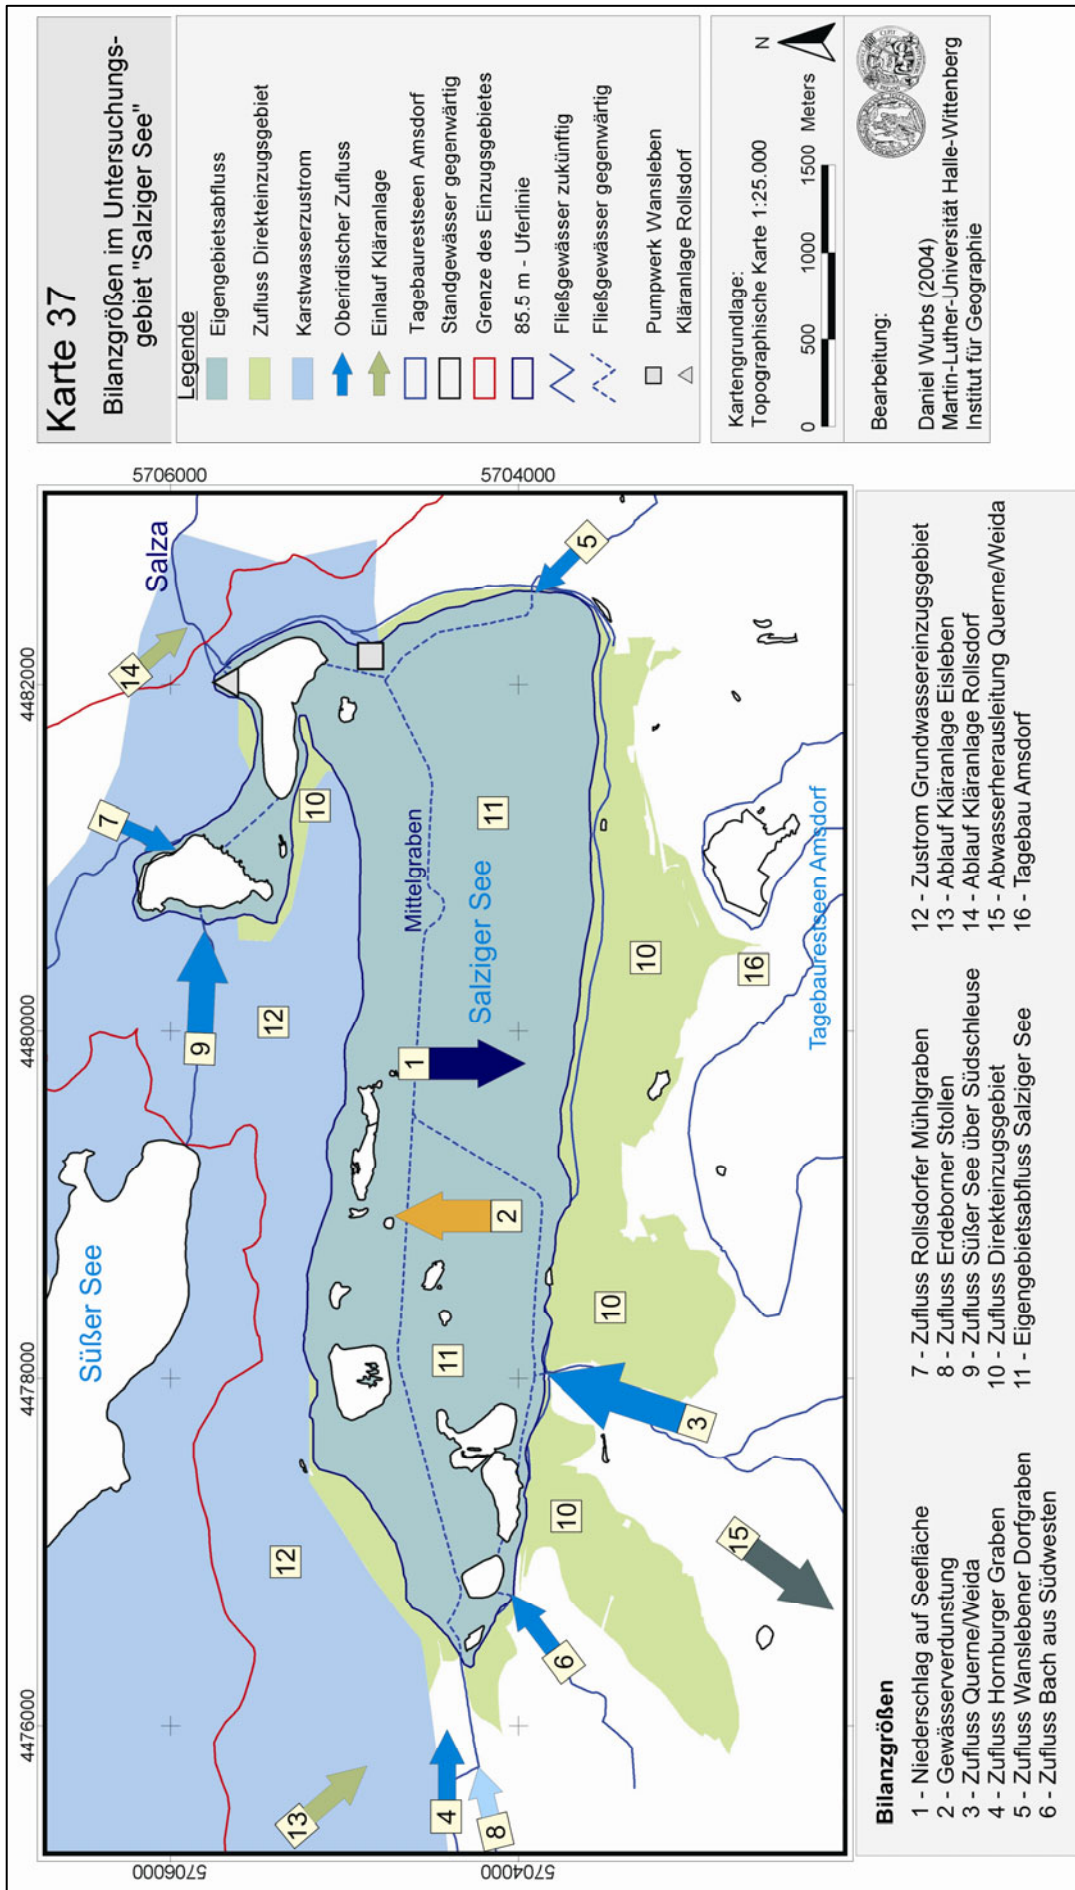 Karte 37
Bilanzgrößen im Untersuchungs-
gebiet "Salziger See"
Legende
Eigengebietsabfluss
Zufluss Direkteinzugsgebiet
Karstwasserzustrom
Oberirdischer Zufluss
Einlauf Kläranlage
Tagebaurestseen Amsdorf
Standgewässer gegenwärtig
Grenze des Einzugsgebietes
85.5 m - Uferlinie
Fließgewässer zukünftig
Fließgewässer gegenwärtig
Pumpwerk Wansleben
Kläranlage Rollsdorf
Kartengrundlage:
Topographische Karte 1:25.000
N
0 500 1000 1500 Meters
Bearbeitung:
Daniel Wurbs (2004)
Martin-Luther-Universität Halle-Wittenberg
Institut für Geographie
4476000
4478000
4480000
4482000
5706000
5704000
5706000
5704000
Süßer See
Salza
Mittelgraben
Salziger See
Tagebaurestseen Amsdorf
13
4
8
12
6
15
10
3
11
10
2
1
9
12
7
10
11
10
16
14
5
Bilanzgrößen
1 - Niederschlag auf Seefläche
2 - Gewässerverdunstung
3 - Zufluss Querne/Weida
4 - Zufluss Hornburger Graben
5 - Zufluss Wanslebener Dorfgraben
6 - Zufluss Bach aus Südwesten
7 - Zufluss Rollsdorfer Mühlgraben
8 - Zufluss Erdeborner Stollen
9 - Zufluss Süßer See über Südschleuse
10 - Zufluss Direkteinzugsgebiet
11 - Eigengebietsabfluss Salziger See
12 - Zustrom Grundwassereinzugsgebiet
13 - Ablauf Kläranlage Eisleben
14 - Ablauf Kläranlage Rollsdorf
15 - Abwasserherausleitung Querne/Weida
16 - Tagebau Amsdorf